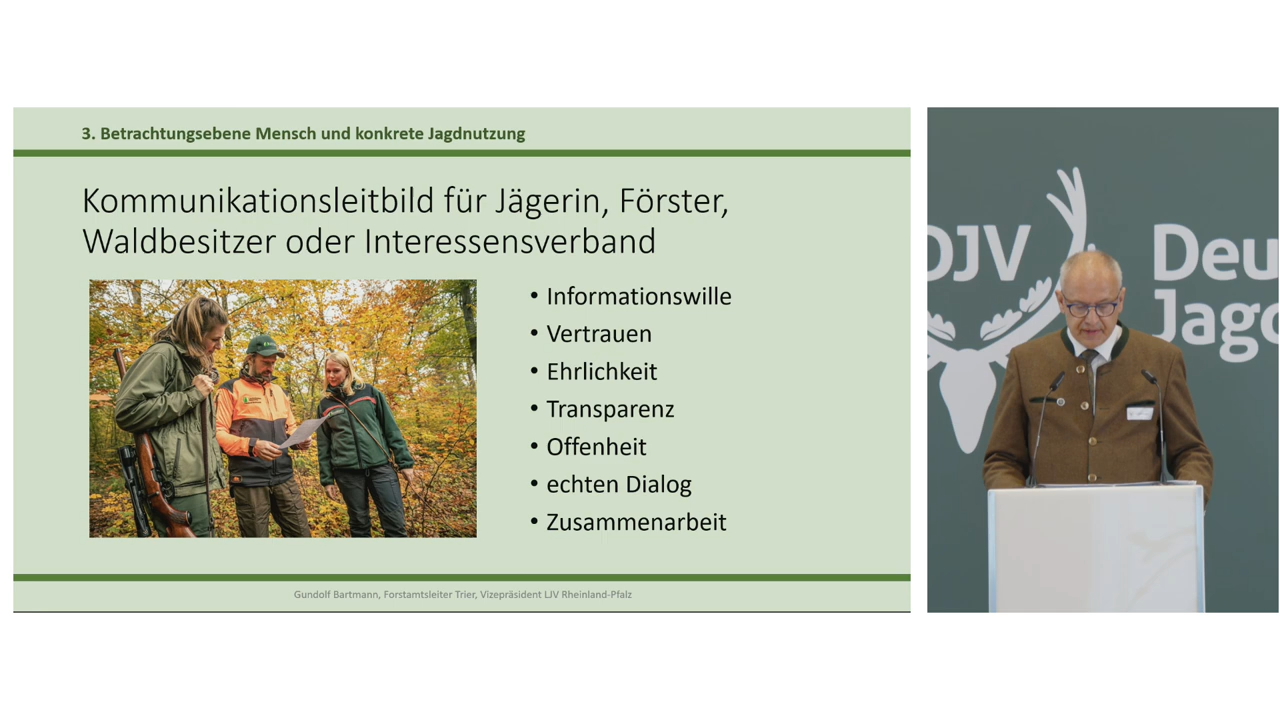 3. Betrachtungsebene Mensch und konkrete Jagdnutzung
Kommunikationsleitbild für Jägerin, Förster,
Waldbesitzer oder Interessensverband
• Informationswille
• Vertrauen
• Ehrlichkeit
• Transparenz
• Offenheit
• echten Dialog
• Zusammenarbeit
Gundolf Bartmann, Forstamtsleiter Trier, Vizepräsident LJV Rheinland-Pfalz
DJV
Deu
Jagd